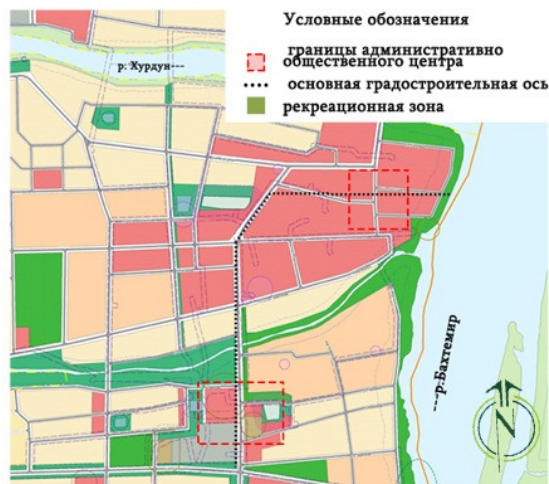 Условные обозначения
границы административно
общественного центра
основная градостроительная ось
рекреационная зона
р. Хурдун---
---р.Бахтемир
N